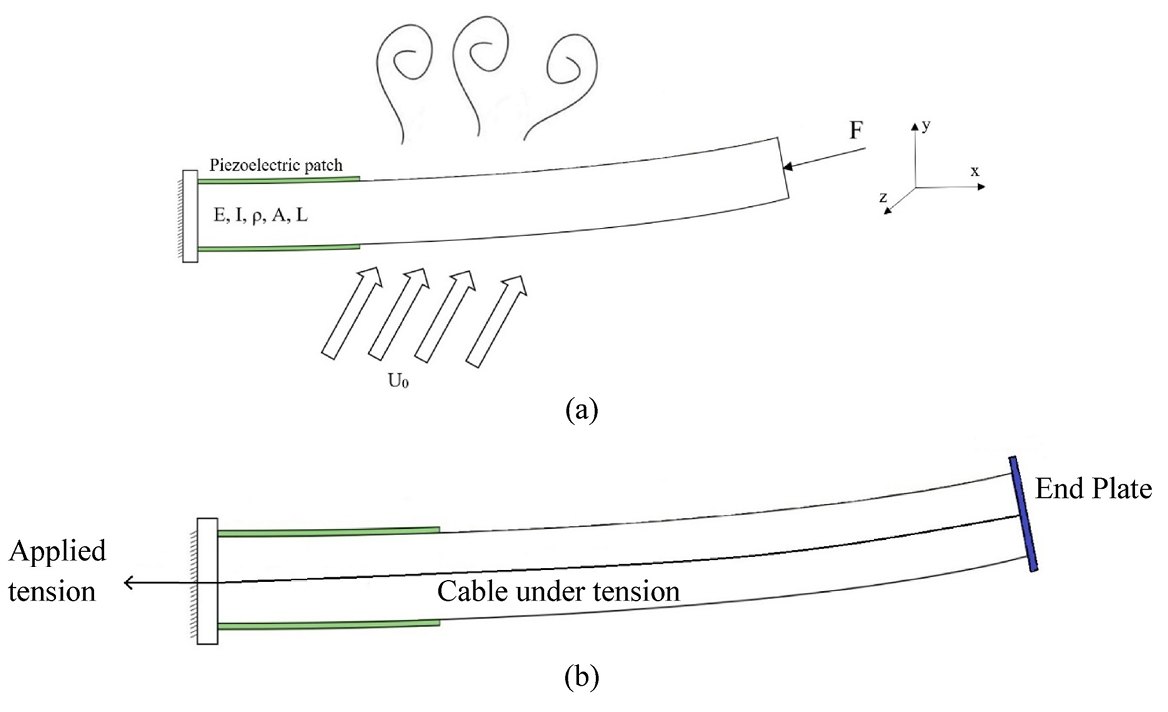 Piezoelectric patch
E, I, ρ, A, L
F
y
x
z
U₀
(a)
End Plate
Applied
tension
Cable under tension
(b)